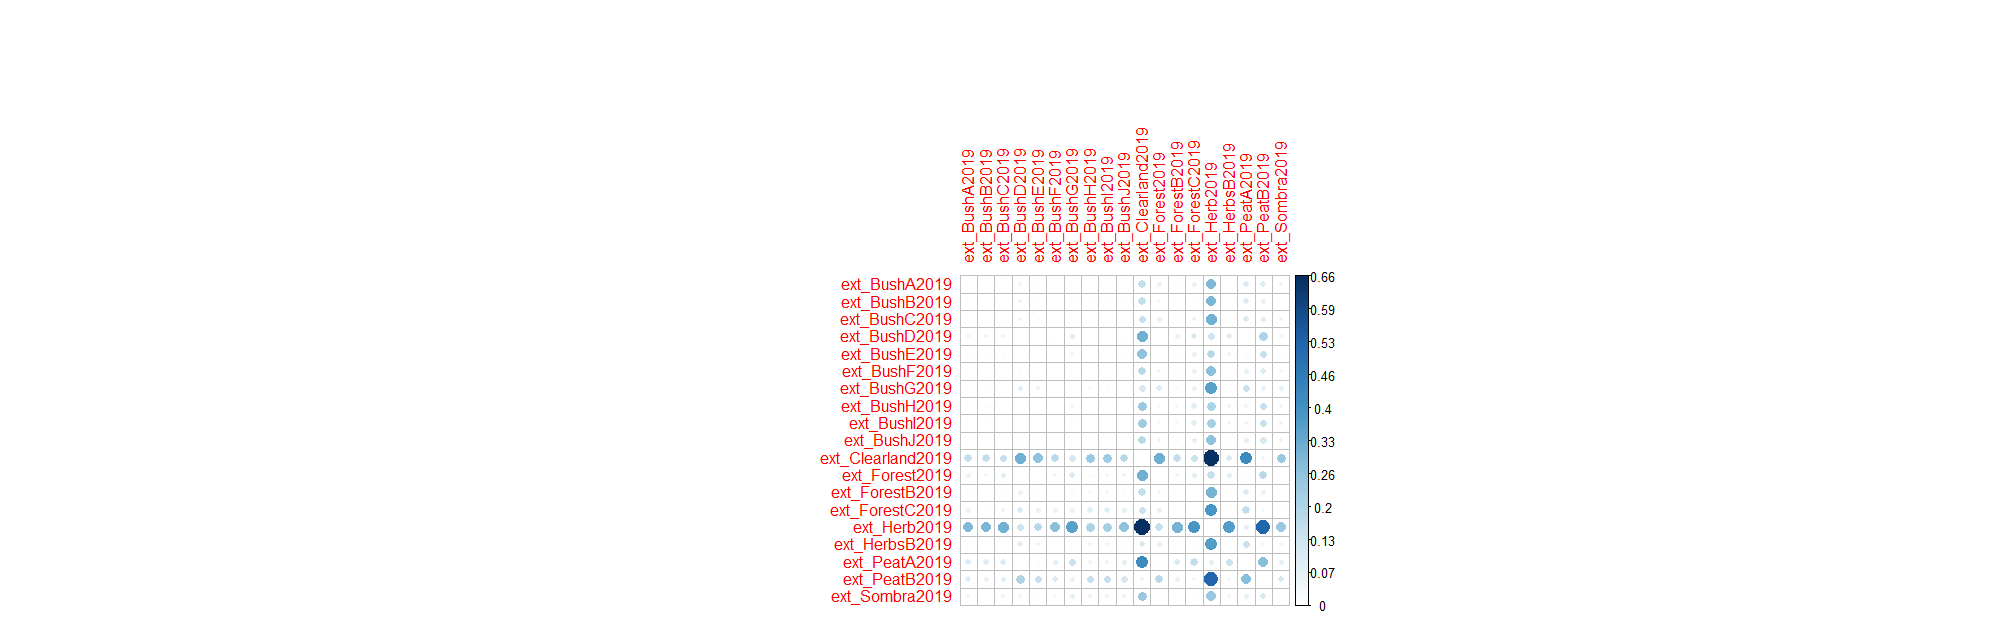 ext_BushA2019
ext_BushB2019
ext_BushC2019
ext_BushD2019
ext_BushE2019
ext_BushF2019
ext_BushG2019
ext_BushH2019
ext_BushI2019
ext_BushJ2019
ext_Clearland2019
ext_Forest2019
ext_ForestB2019
ext_ForestC2019
ext_Herb2019
ext_HerbsB2019
ext_PeatA2019
ext_PeatB2019
ext_Sombra2019
ext_BushA2019
ext_BushB2019
ext_BushC2019
ext_BushD2019
ext_BushE2019
ext_BushF2019
ext_BushG2019
ext_BushH2019
ext_BushI2019
ext_BushJ2019
ext_Clearland2019
ext_Forest2019
ext_ForestB2019
ext_ForestC2019
ext_Herb2019
ext_HerbsB2019
ext_PeatA2019
ext_PeatB2019
ext_Sombra2019
0.66
0.59
0.53
0.46
0.4
0.33
0.26
0.2
0.13
0.07
0